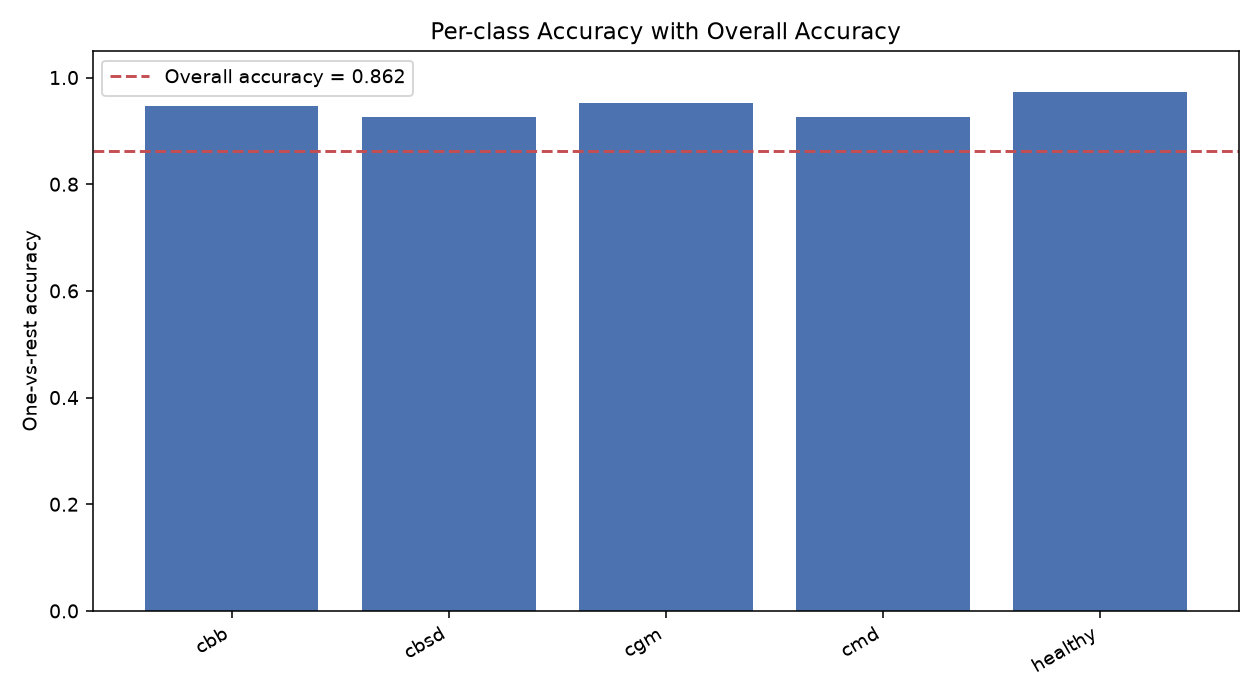 Per-class Accuracy with Overall Accuracy
Overall accuracy = 0.862
One-vs-rest accuracy
1.0
0.8
0.6
0.4
0.2
0.0
cbb
cbsd
cgm
cmd
healthy